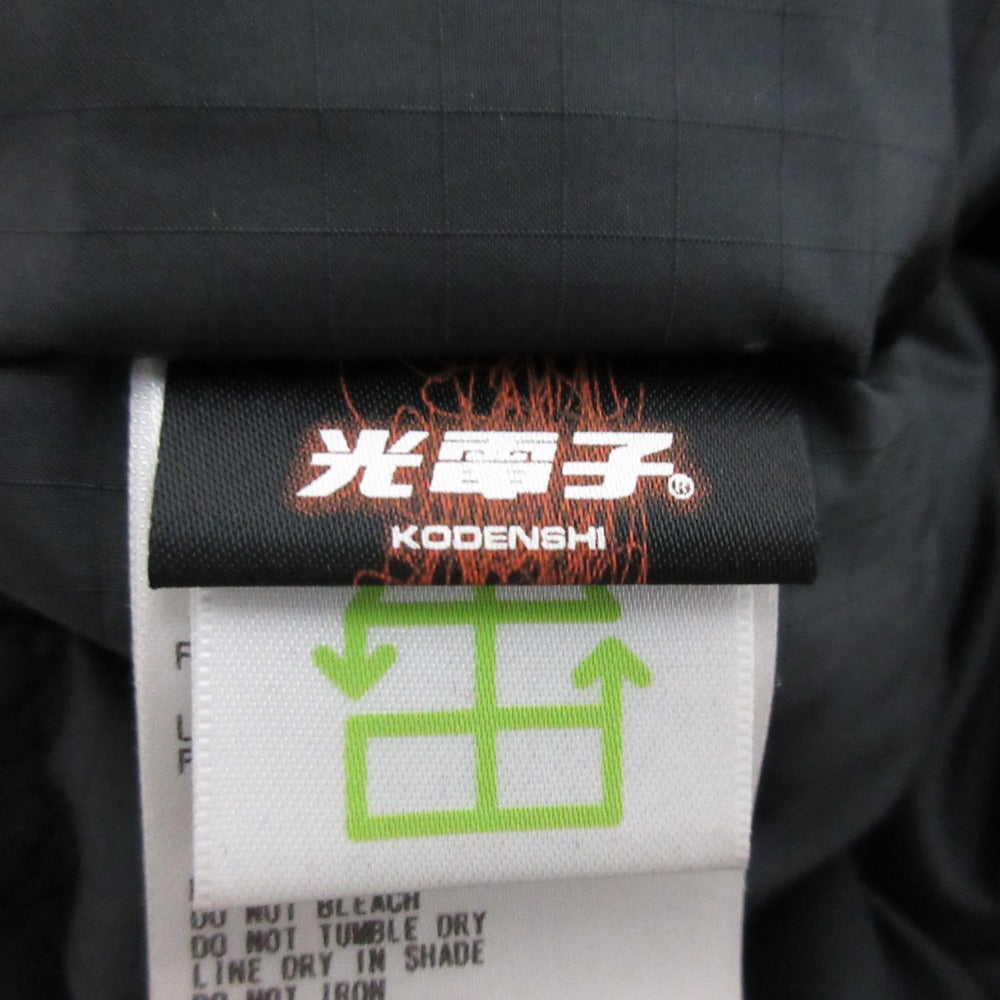 光電子®
KODENSHI
DO NOT BLEACH
DO NOT TUMBLE DRY
LINE DRY IN SHADE
DO NOT IRON